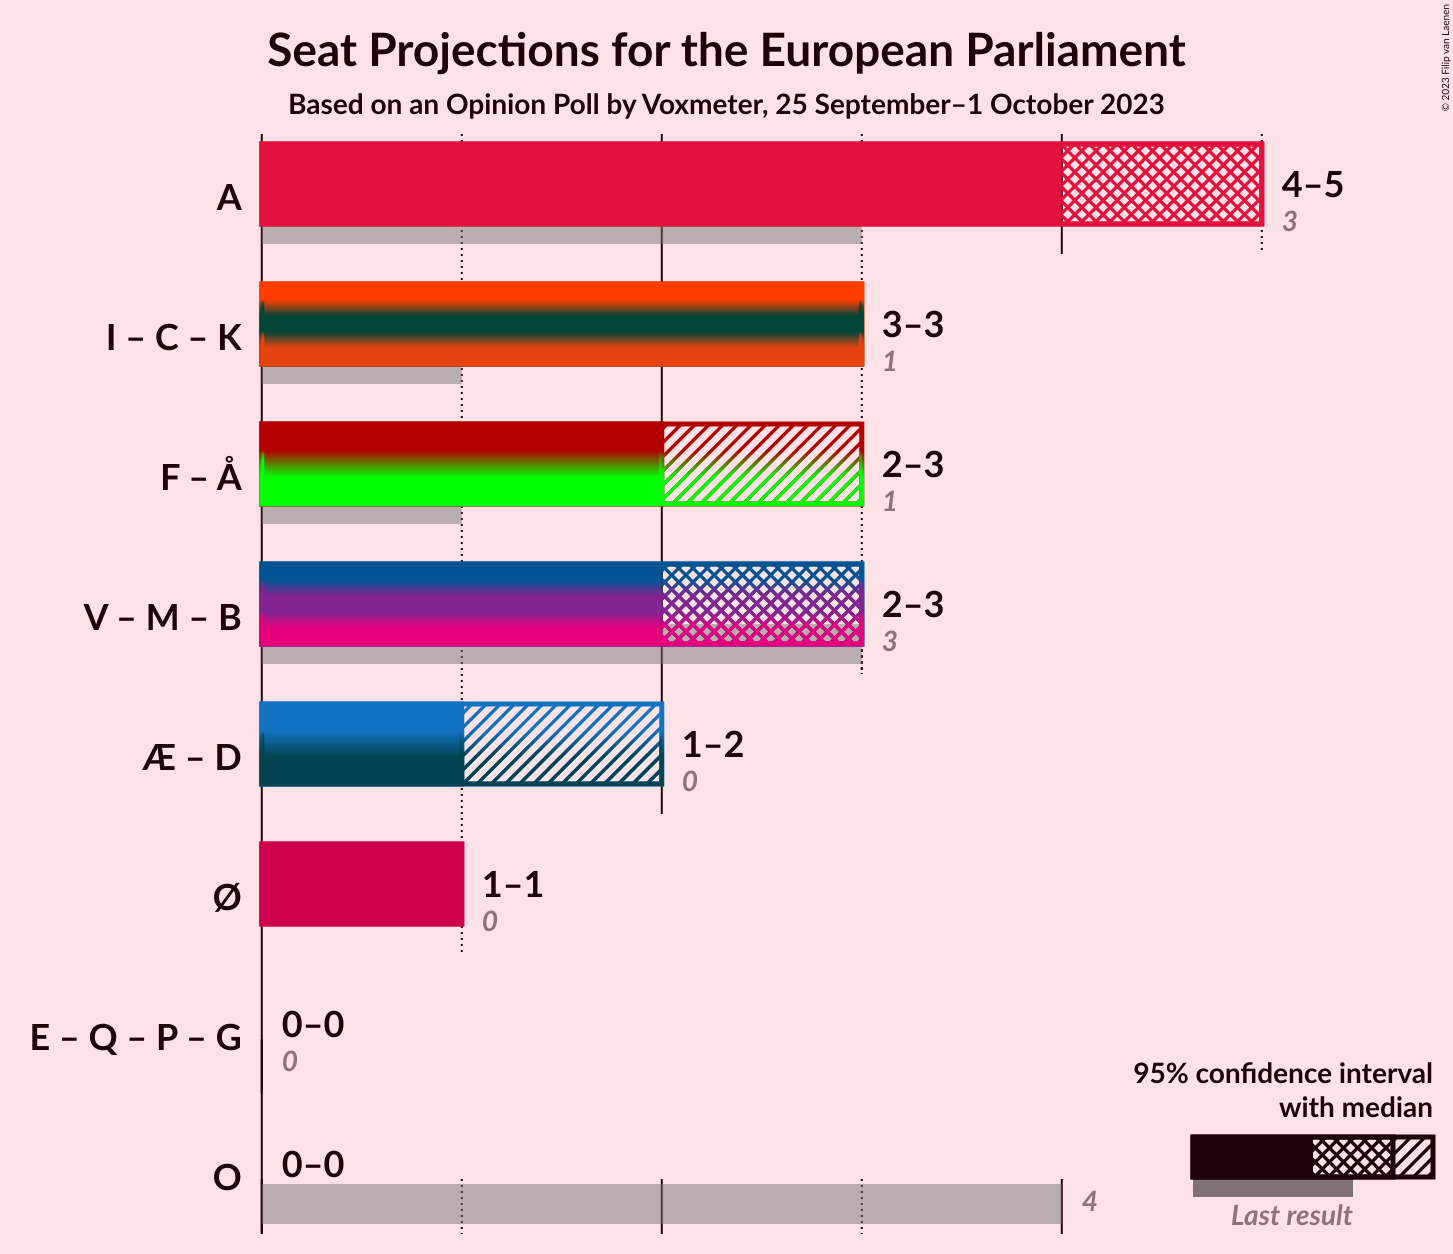 Seat Projections for the European Parliament
Based on an Opinion Poll by Voxmeter, 25 September–1 October 2023
© 2023 Filip van Laenen
A
4–5
3
I – C – K
3–3
1
F – Å
2–3
1
V – M – B
2–3
3
Æ – D
1–2
0
Ø
1–1
0
E – Q – P – G
0–0
0
O
0–0
4
95% confidence interval
with median
Last result